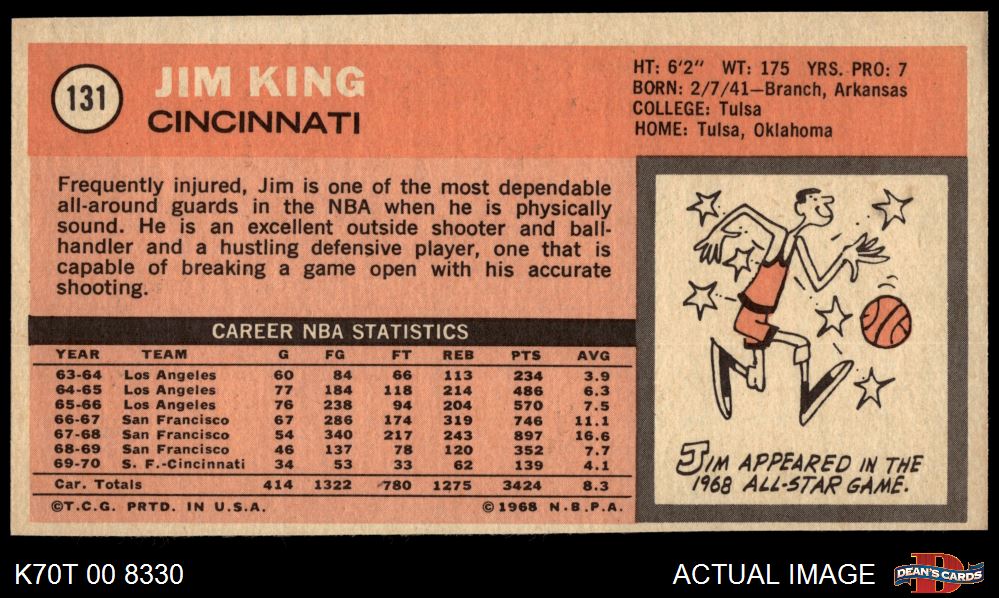 131
JIM KING
CINCINNATI
HT: 6'2" WT: 175 YRS. PRO: 7
BORN: 2/7/41—Branch, Arkansas
COLLEGE: Tulsa
HOME: Tulsa, Oklahoma
Frequently injured, Jim is one of the most dependable
all-around guards in the NBA when he is physically
sound. He is an excellent outside shooter and ball-
handler and a hustling defensive player, one that is
capable of breaking a game open with his accurate
shooting.
CAREER NBA STATISTICS
YEAR TEAM G FG FT REB PTS AVG
63-64 Los Angeles 60 84 66 113 234 3.9
64-65 Los Angeles 77 184 118 214 486 6.3
65-66 Los Angeles 76 238 94 204 570 7.5
66-67 San Francisco 67 286 174 319 746 11.1
67-68 San Francisco 54 340 217 243 897 16.6
68-69 San Francisco 46 137 78 120 352 7.7
69-70 S. F.-Cincinnati 34 53 33 62 139 4.1
Car. Totals 414 1322 780 1275 3424 8.3
©T.C.G. PRTD. IN U.S.A. ©1968 N.B.P.A.
JIM APPEARED IN THE
1968 ALL-STAR GAME.
K70T 00 8330
ACTUAL IMAGE
D
DEAN'S CARDS